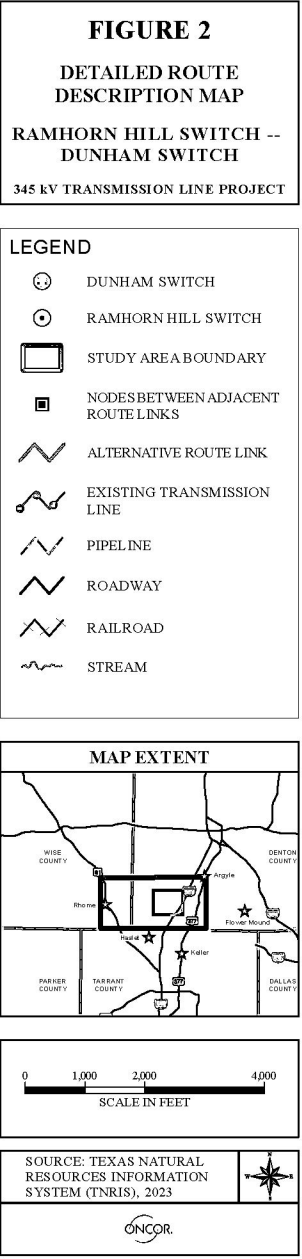 FIGURE 2
DETAILED ROUTE
DESCRIPTION MAP
RAMHORN HILL SWITCH --
DUNHAM SWITCH
345 kV TRANSMISSION LINE PROJECT
LEGEND
DUNHAM SWITCH
RAMHORN HILL SWITCH
STUDY AREA BOUNDARY
NODES BETWEEN ADJACENT
ROUTE LINKS
ALTERNATIVE ROUTE LINK
EXISTING TRANSMISSION
LINE
PIPELINE
ROADWAY
RAILROAD
STREAM
MAP EXTENT
WISE
COUNTY
DENTON
COUNTY
Argyle
Rhome
377
Flower Mound
Haslet
Keller
377
PARKER
COUNTY
TARRANT
COUNTY
DALLAS
COUNTY
0 1,000 2,000 4,000
SCALE IN FEET
SOURCE: TEXAS NATURAL
RESOURCES INFORMATION
SYSTEM (TNRIS), 2023
N
W E
S
ONCOR.